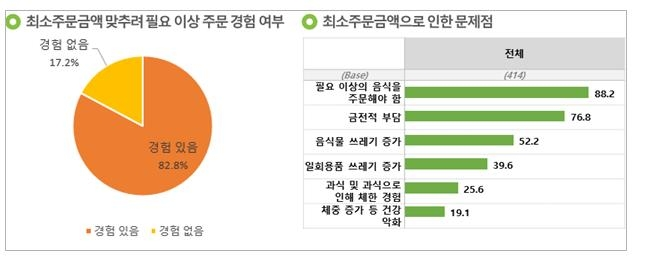 최소주문금액 맞추려 필요 이상 주문 경험 여부
경험 없음
17.2%
경험 있음
82.8%
경험 있음 경험 없음
최소주문금액으로 인한 문제점
전체
(Base) (414)
필요 이상의 음식을
주문해야 함
88.2
금전적 부담 76.8
음식물 쓰레기 증가 52.2
일회용품 쓰레기 증가 39.6
과식 및 과식으로
인해 체한 경험
25.6
체중 증가 등 건강
악화
19.1